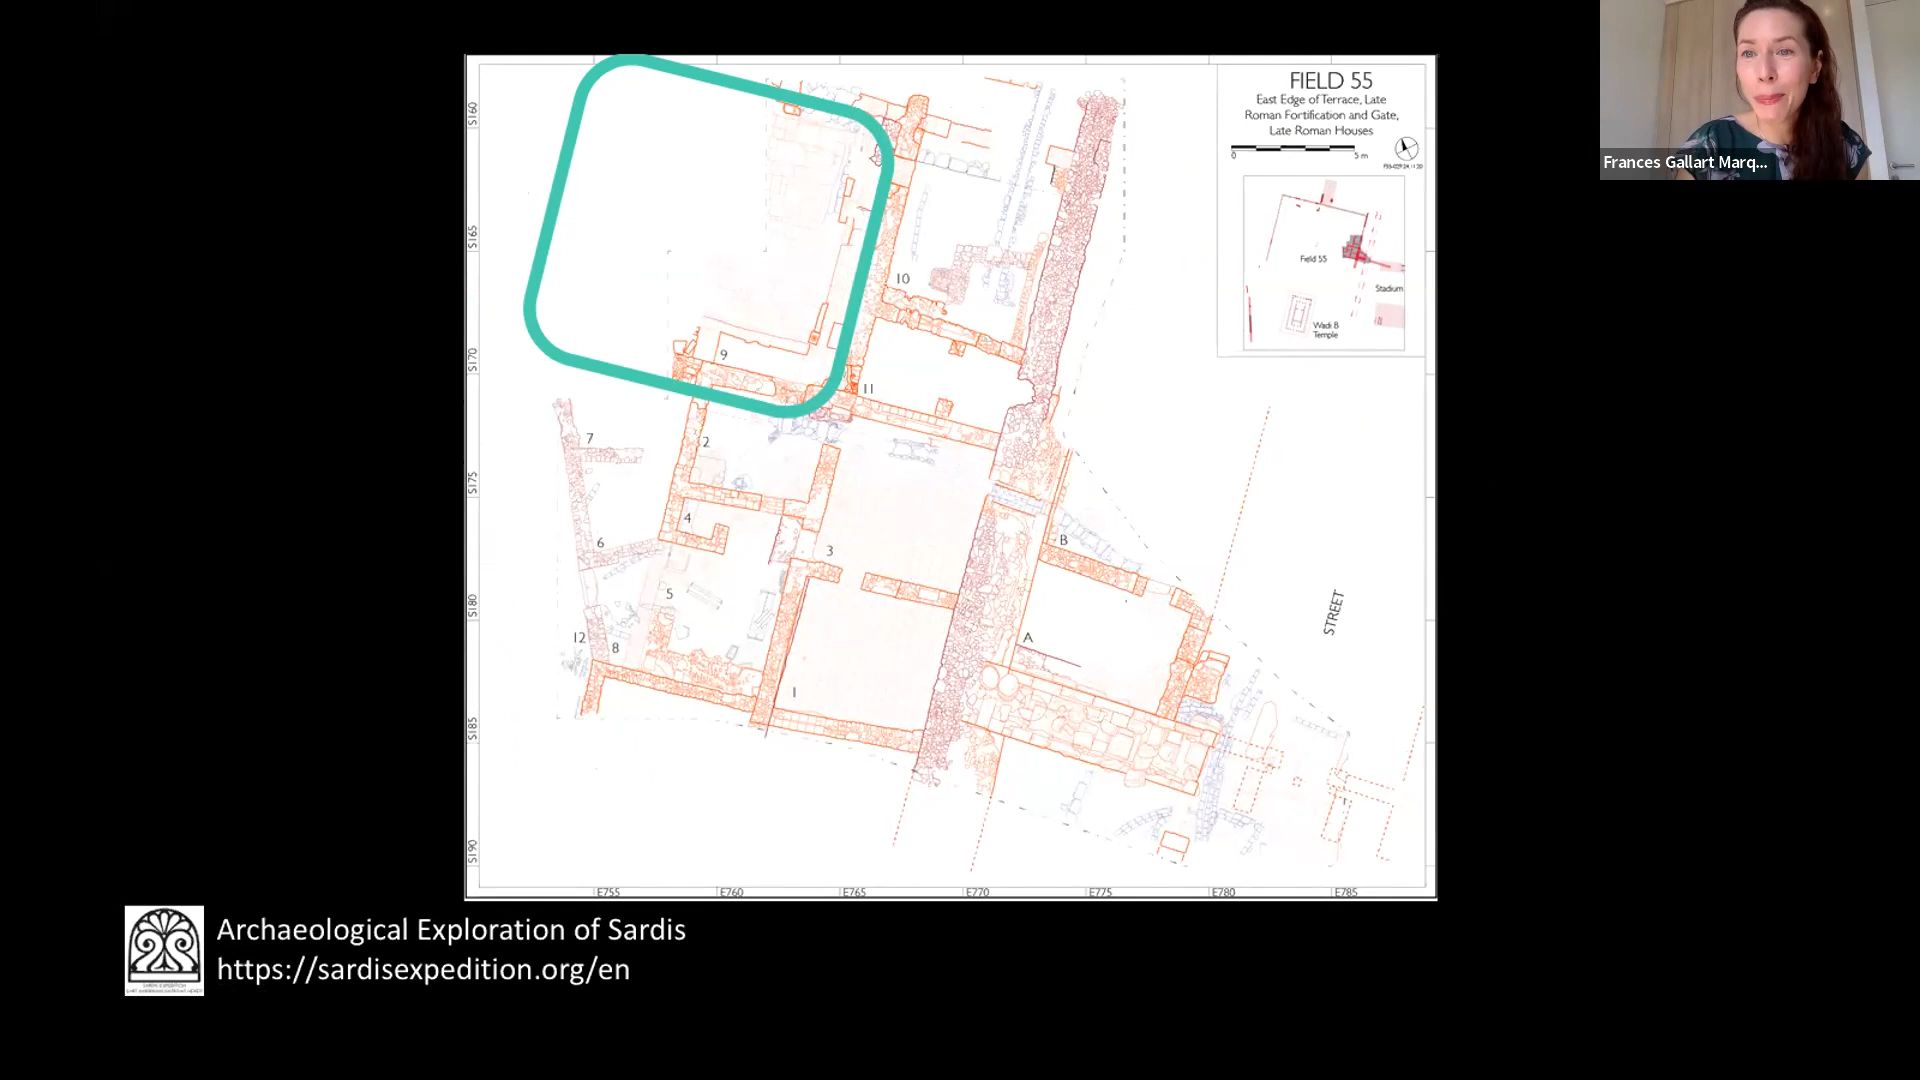 FIELD 55
East Edge of Terrace, Late
Roman Fortification and Gate,
Late Roman Houses
0 5 m
Field 55
Stadium
Wadi B
Temple
Frances Gallart Marq...
S160
S165
S170
S175
S180
S185
S190
10
9
11
2
7
4
6
3
B
5
12
8
A
1
STREET
E755 E760 E765 E770 E775 E780 E785
Archaeological Exploration of Sardis
https://sardisexpedition.org/en